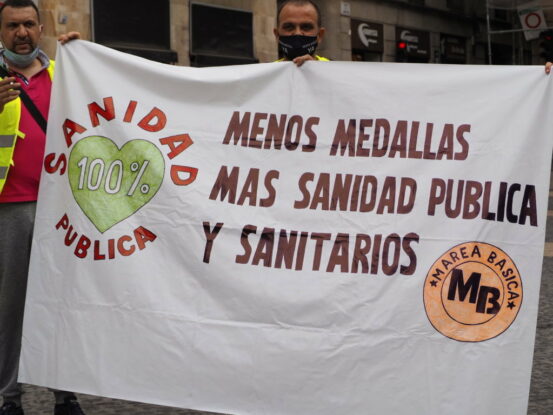 SANIDAD
100%
PUBLICA
MENOS MEDALLAS
MAS SANIDAD PUBLICA
Y SANITARIOS
MAREA BASICA
MB